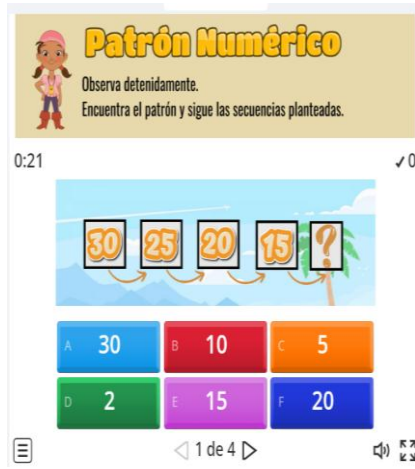 Patrón Numérico
Observa detenidamente.
Encuentra el patrón y sigue las secuencias planteadas.
0:21 ✓0
30 25 20 15 ?
A 30 B 10 C 5
D 2 E 15 F 20
1 de 4